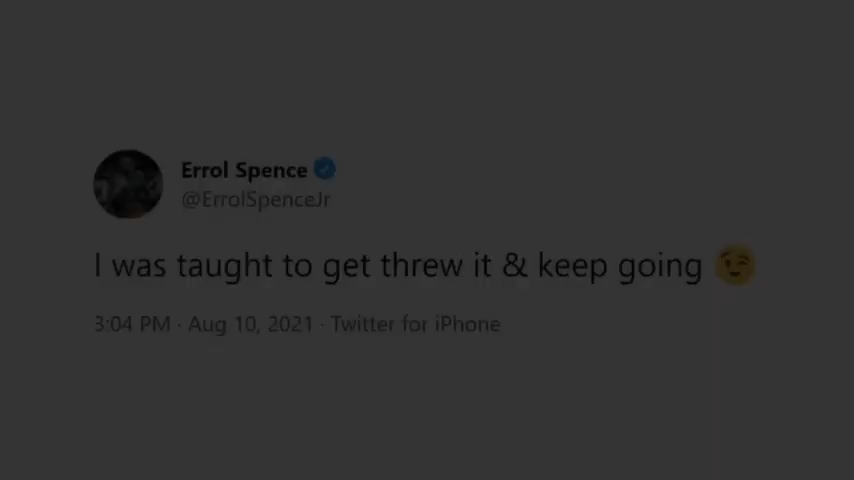 Errol Spence
@ErrolSpenceJr
I was taught to get threw it & keep going 😉
3:04 PM · Aug 10, 2021 · Twitter for iPhone